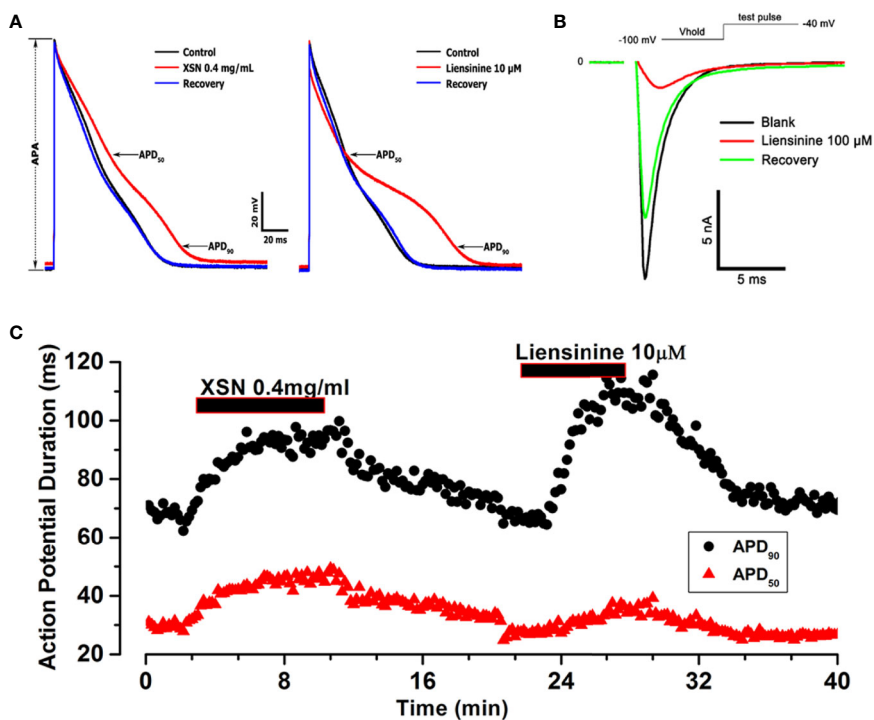 A
APA
Control
XSN 0.4 mg/mL
Recovery
APD50
20 mV
20 ms
APD90
Control
Liensinine 10 μM
Recovery
APD50
APD90
B
-100 mV
Vhold
test pulse
-40 mV
0
Blank
Liensinine 100 μM
Recovery
5 nA
5 ms
C
Action Potential Duration (ms)
120
100
80
60
40
20
XSN 0.4mg/ml
Liensinine 10μM
APD90
APD50
0
8
16
24
32
40
Time (min)